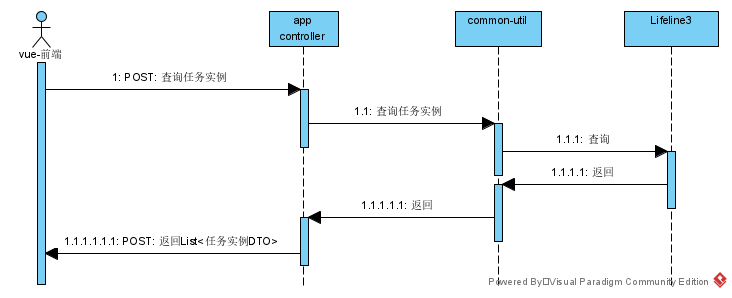 app
controller
common-util
Lifeline3
vue-前端
1: POST: 查询任务实例
1.1: 查询任务实例
1.1.1: 查询
1.1.1.1: 返回
1.1.1.1.1: 返回
1.1.1.1.1.1: POST: 返回List<任务实例DTO>
Powered By Visual Paradigm Community Edition